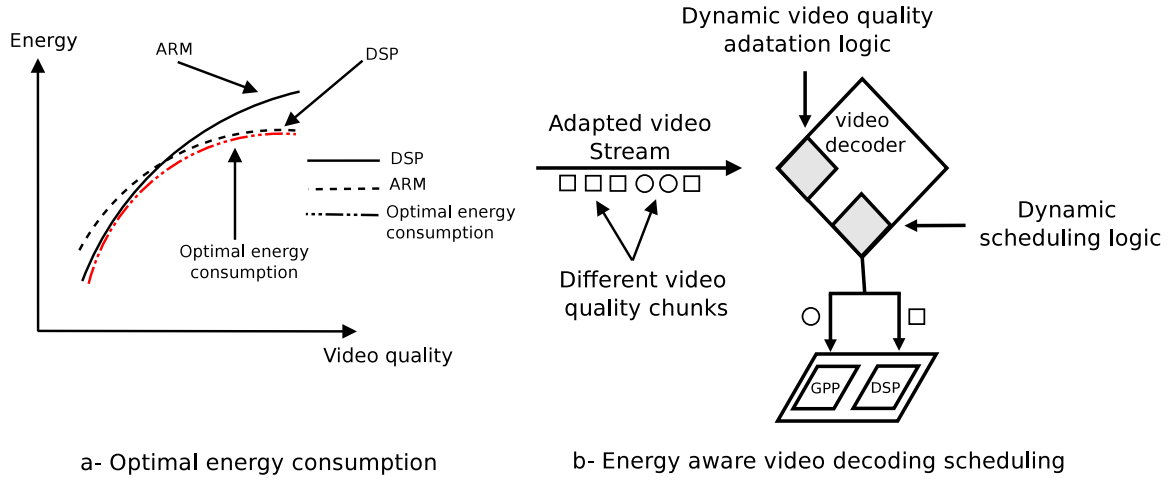 Energy
ARM
DSP
DSP
ARM
Optimal energy
consumption
Optimal energy
consumption
Video quality
a- Optimal energy consumption
Dynamic video quality
adatation logic
video
decoder
Adapted video
Stream
Different video
quality chunks
Dynamic
scheduling logic
GPP
DSP
b- Energy aware video decoding scheduling